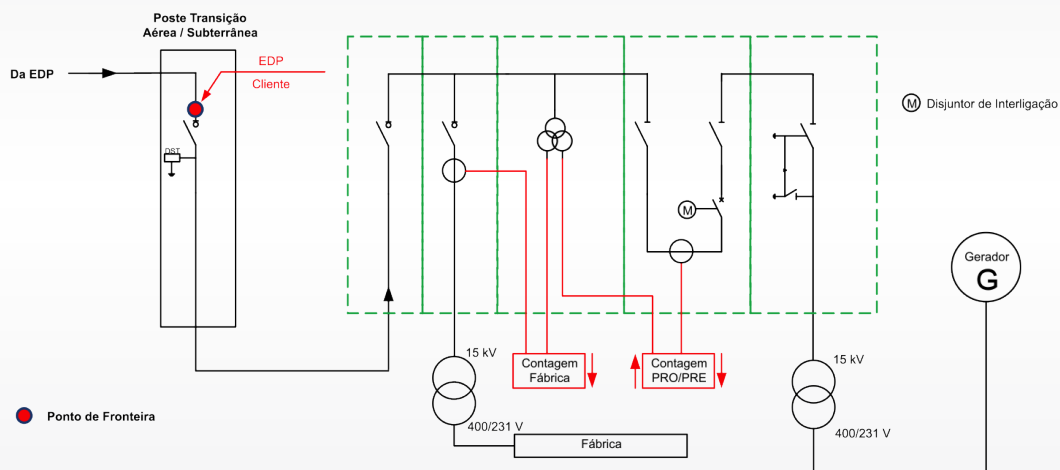 Poste Transição
Aérea / Subterrânea
Da EDP
EDP
Cliente
DST
M Disjuntor de Interligação
M
Gerador
G
15 kV
Contagem
Fábrica
Contagem
PRO/PRE
15 kV
Ponto de Fronteira
400/231 V
Fábrica
400/231 V